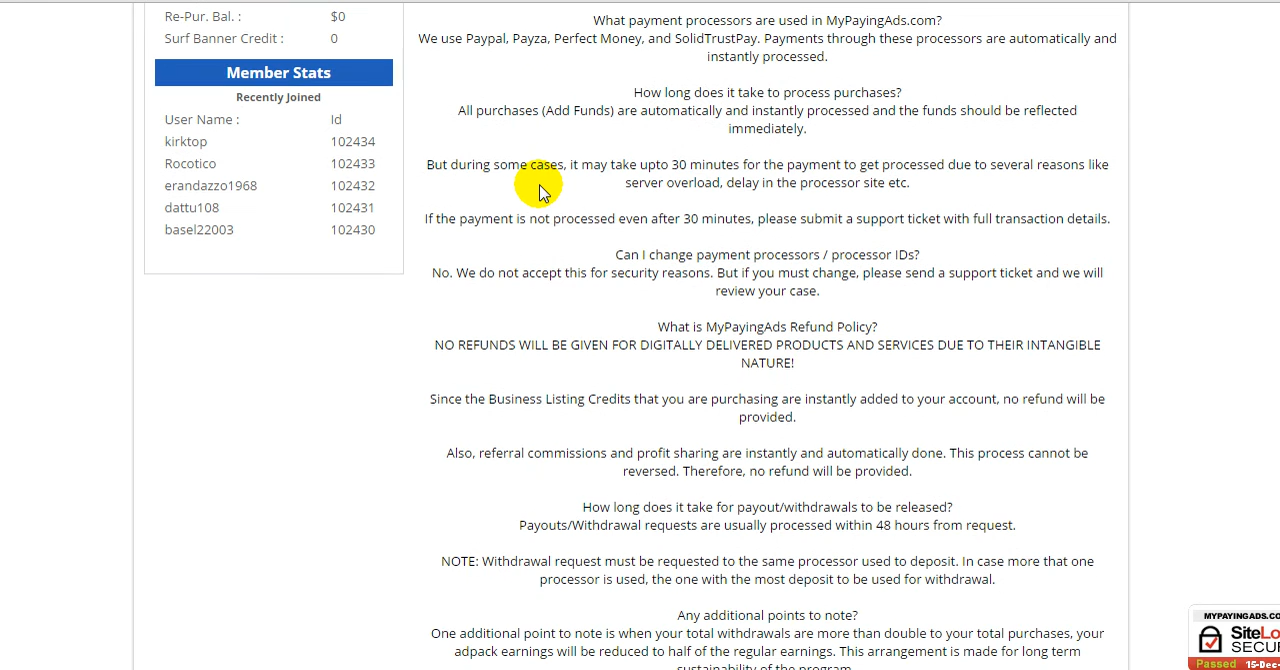 Re-Pur. Bal. : $0
Surf Banner Credit : 0
Member Stats
Recently Joined
User Name : Id
kirktop 102434
Rocotico 102433
erandazzo1968 102432
dattu108 102431
basel22003 102430
What payment processors are used in MyPayingAds.com?
We use Paypal, Payza, Perfect Money, and SolidTrustPay. Payments through these processors are automatically and
instantly processed.
How long does it take to process purchases?
All purchases (Add Funds) are automatically and instantly processed and the funds should be reflected
immediately.
But during some cases, it may take upto 30 minutes for the payment to get processed due to several reasons like
server overload, delay in the processor site etc.
If the payment is not processed even after 30 minutes, please submit a support ticket with full transaction details.
Can I change payment processors / processor IDs?
No. We do not accept this for security reasons. But if you must change, please send a support ticket and we will
review your case.
What is MyPayingAds Refund Policy?
NO REFUNDS WILL BE GIVEN FOR DIGITALLY DELIVERED PRODUCTS AND SERVICES DUE TO THEIR INTANGIBLE
NATURE!
Since the Business Listing Credits that you are purchasing are instantly added to your account, no refund will be
provided.
Also, referral commissions and profit sharing are instantly and automatically done. This process cannot be
reversed. Therefore, no refund will be provided.
How long does it take for payout/withdrawals to be released?
Payouts/Withdrawal requests are usually processed within 48 hours from request.
NOTE: Withdrawal request must be requested to the same processor used to deposit. In case more that one
processor is used, the one with the most deposit to be used for withdrawal.
Any additional points to note?
One additional point to note is when your total withdrawals are more than double to your total purchases, your
adpack earnings will be reduced to half of the regular earnings. This arrangement is made for long term
sustainability of the program
MYPAYINGADS.CO
SiteLo
SECU
Passed 15-Dec